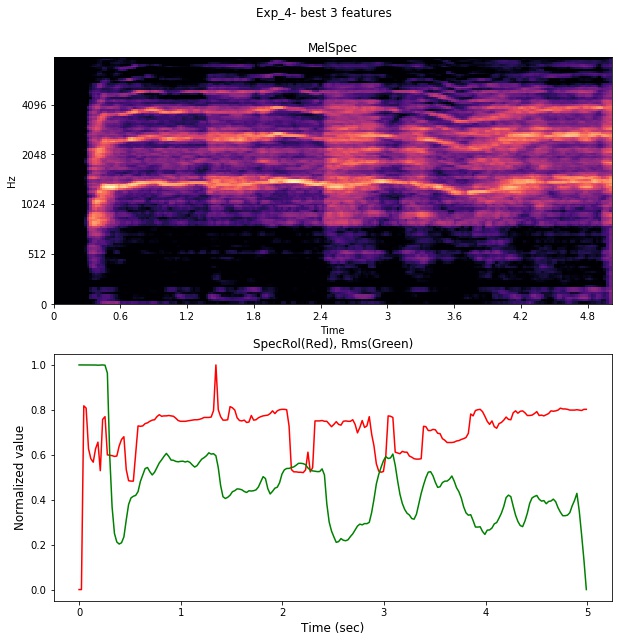 Exp_4- best 3 features
MelSpec
4096
2048
1024
512
0
Hz
0 0.6 1.2 1.8 2.4 3 3.6 4.2 4.8
Time
SpecRol(Red), Rms(Green)
1.0
0.8
0.6
0.4
0.2
0.0
Normalized value
0 1 2 3 4 5
Time (sec)